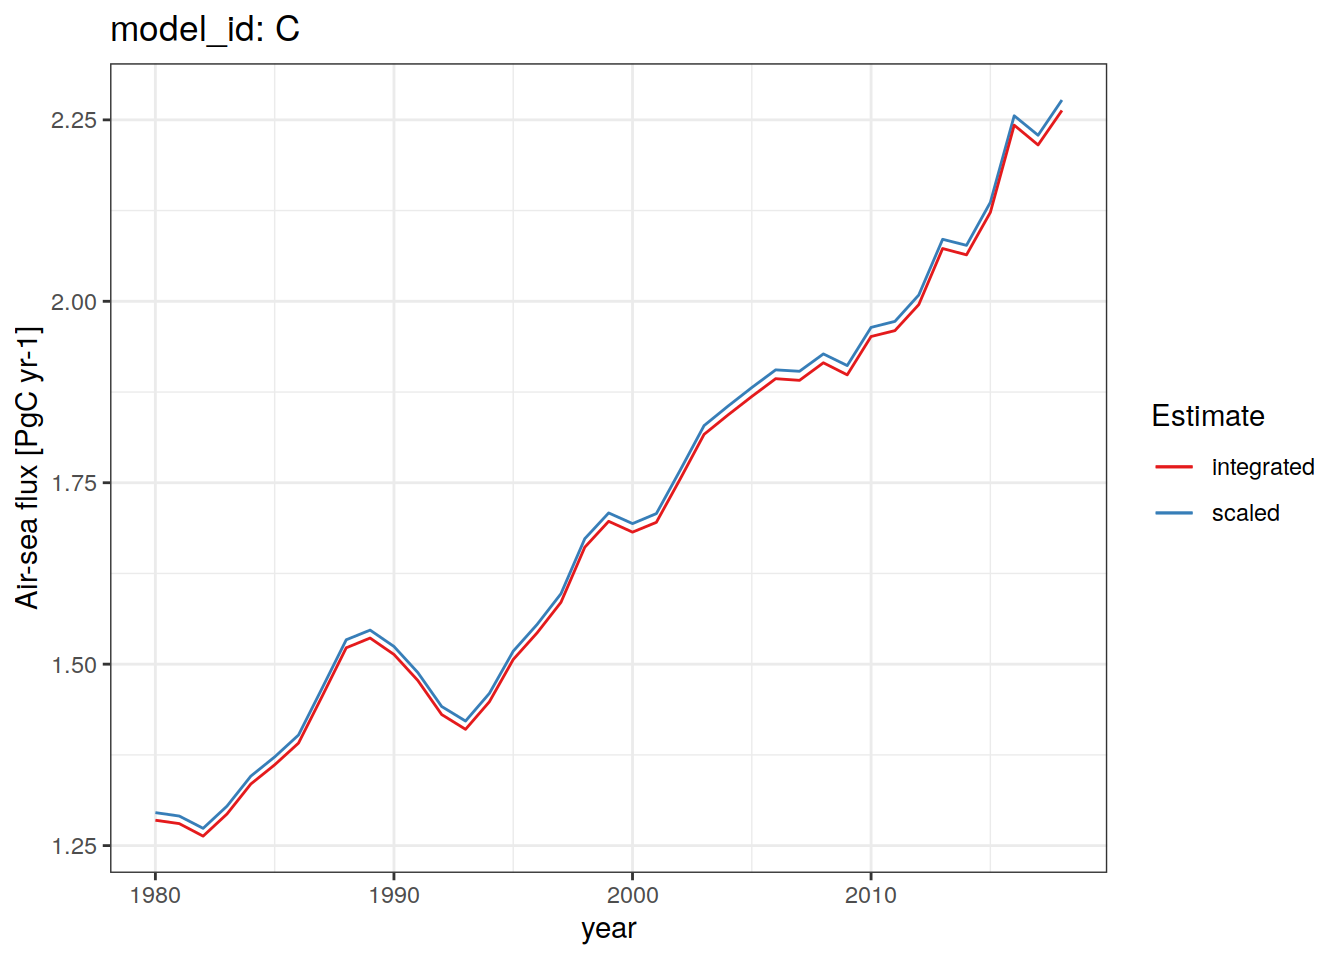 model_id: C
2.25
2.00
1.75
1.50
1.25
Air-sea flux [PgC yr-1]
1980 1990 2000 2010
year
Estimate
integrated
scaled